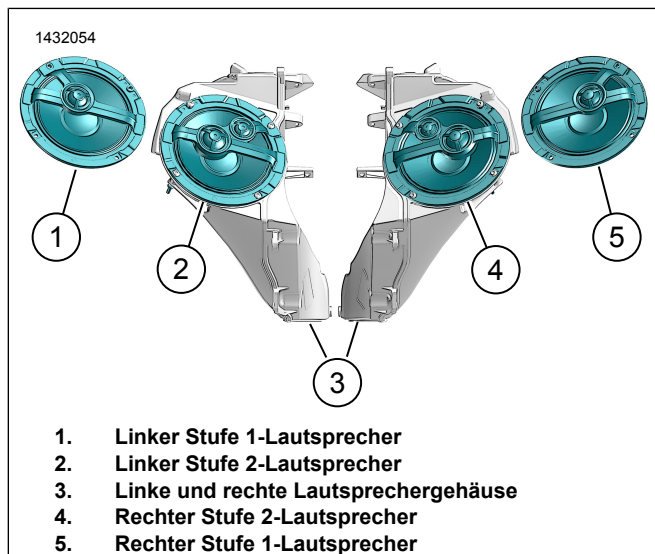 1432054
1
2
3
4
5
1. Linker Stufe 1-Lautsprecher
2. Linker Stufe 2-Lautsprecher
3. Linke und rechte Lautsprechergehäuse
4. Rechter Stufe 2-Lautsprecher
5. Rechter Stufe 1-Lautsprecher